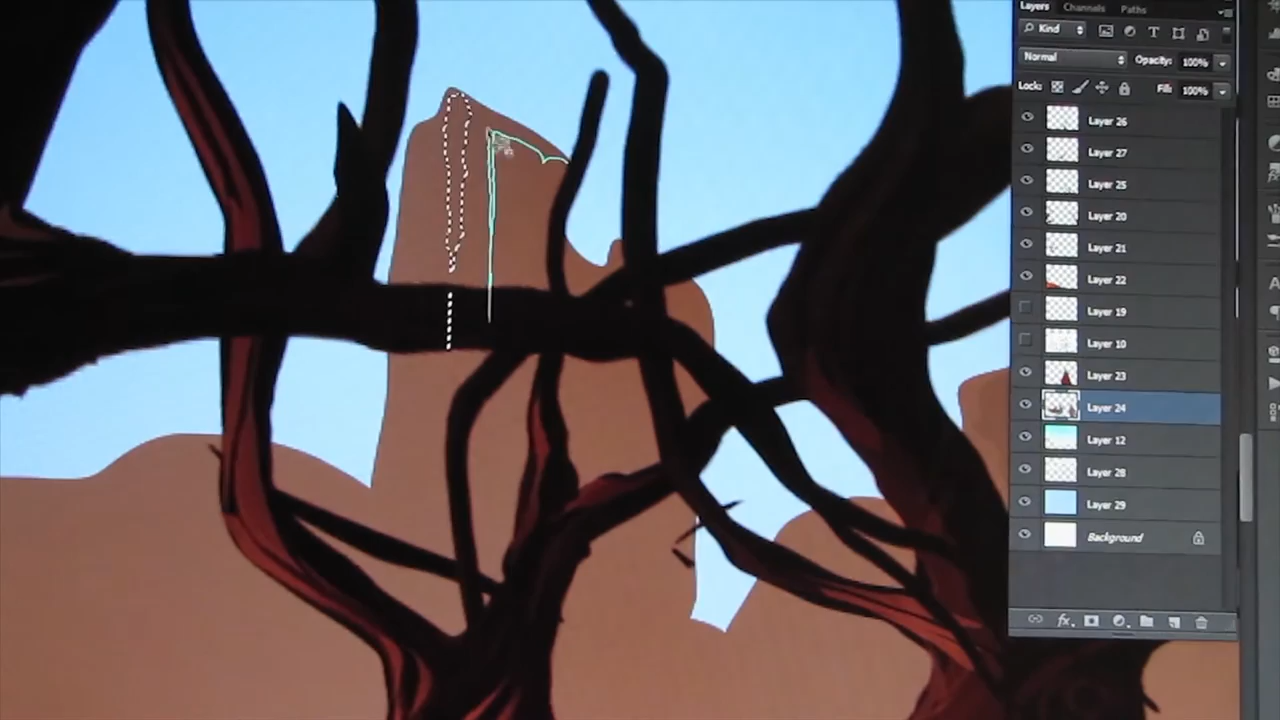 Layers Channels Paths
Kind
Normal Opacity: 100%
Lock: Fill: 100%
Layer 26
Layer 27
Layer 25
Layer 20
Layer 21
Layer 22
Layer 19
Layer 10
Layer 23
Layer 24
Layer 12
Layer 28
Layer 29
Background